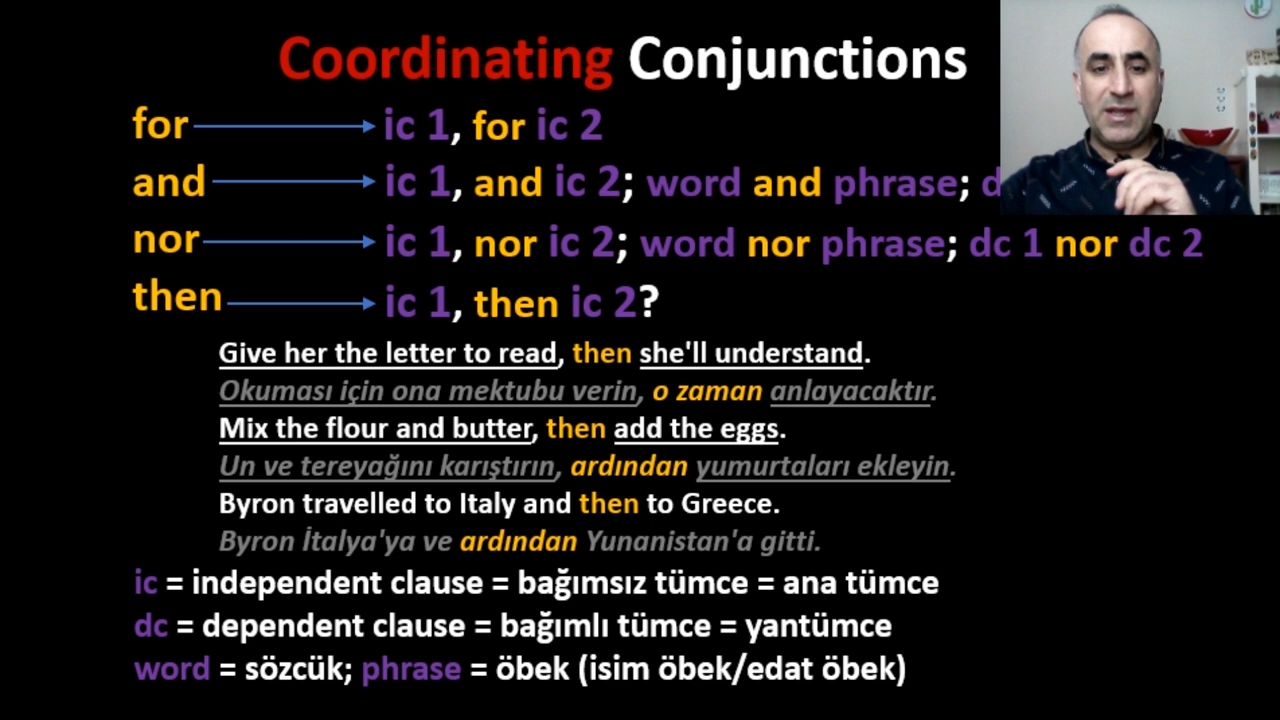 Coordinating Conjunctions
for ic 1, for ic 2
and ic 1, and ic 2; word and phrase; d
nor ic 1, nor ic 2; word nor phrase; dc 1 nor dc 2
then ic 1, then ic 2?
Give her the letter to read, then she'll understand.
Okuması için ona mektubu verin, o zaman anlayacaktır.
Mix the flour and butter, then add the eggs.
Un ve tereyağını karıştırın, ardından yumurtaları ekleyin.
Byron travelled to Italy and then to Greece.
Byron İtalya'ya ve ardından Yunanistan'a gitti.
ic = independent clause = bağımsız tümce = ana tümce
dc = dependent clause = bağımlı tümce = yantümce
word = sözcük; phrase = öbek (isim öbek/edat öbek)